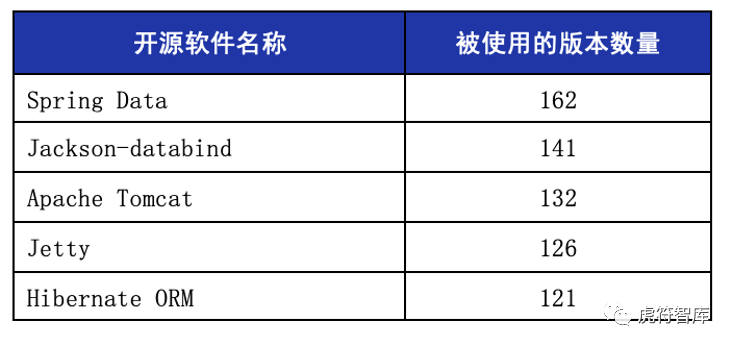 开源软件名称 被使用的版本数量
Spring Data 162
Jackson-databind 141
Apache Tomcat 132
Jetty 126
Hibernate ORM 121
虎符智库